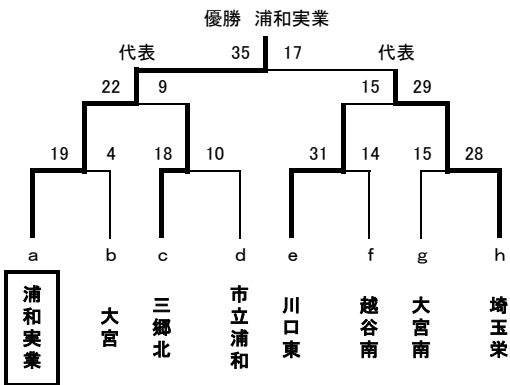 優勝 浦和実業
代表 35 17 代表
22 9 15 29
19 4 18 10 31 14 15 28
a b c d e f g h
浦和実業
大宮
三郷北
市立浦和
川口東
越谷南
大宮南
埼玉栄